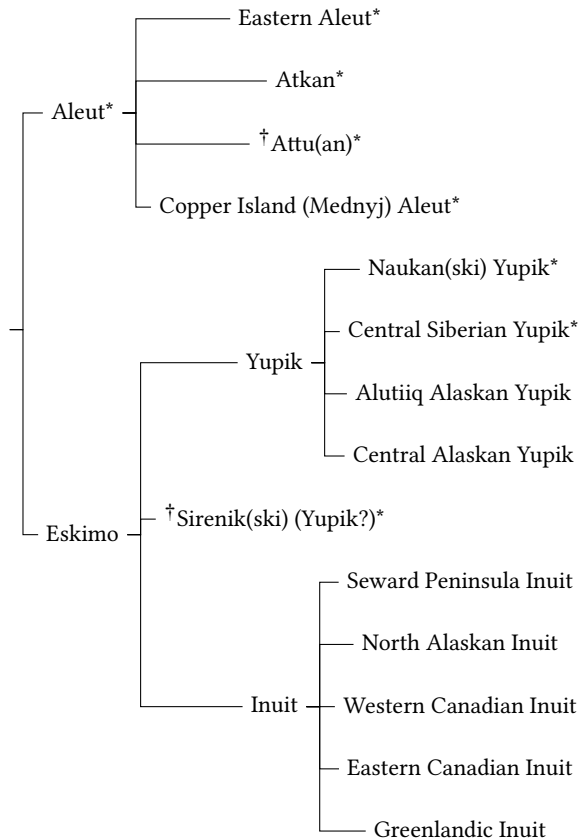 Eastern Aleut*
Atkan*
Aleut*
†Attu(an)*
Copper Island (Mednyj) Aleut*
Naukan(ski) Yupik*
Central Siberian Yupik*
Yupik
Alutiiq Alaskan Yupik
Central Alaskan Yupik
†Sirenik(ski) (Yupik?)*
Eskimo
Seward Peninsula Inuit
North Alaskan Inuit
Inuit
Western Canadian Inuit
Eastern Canadian Inuit
Greenlandic Inuit